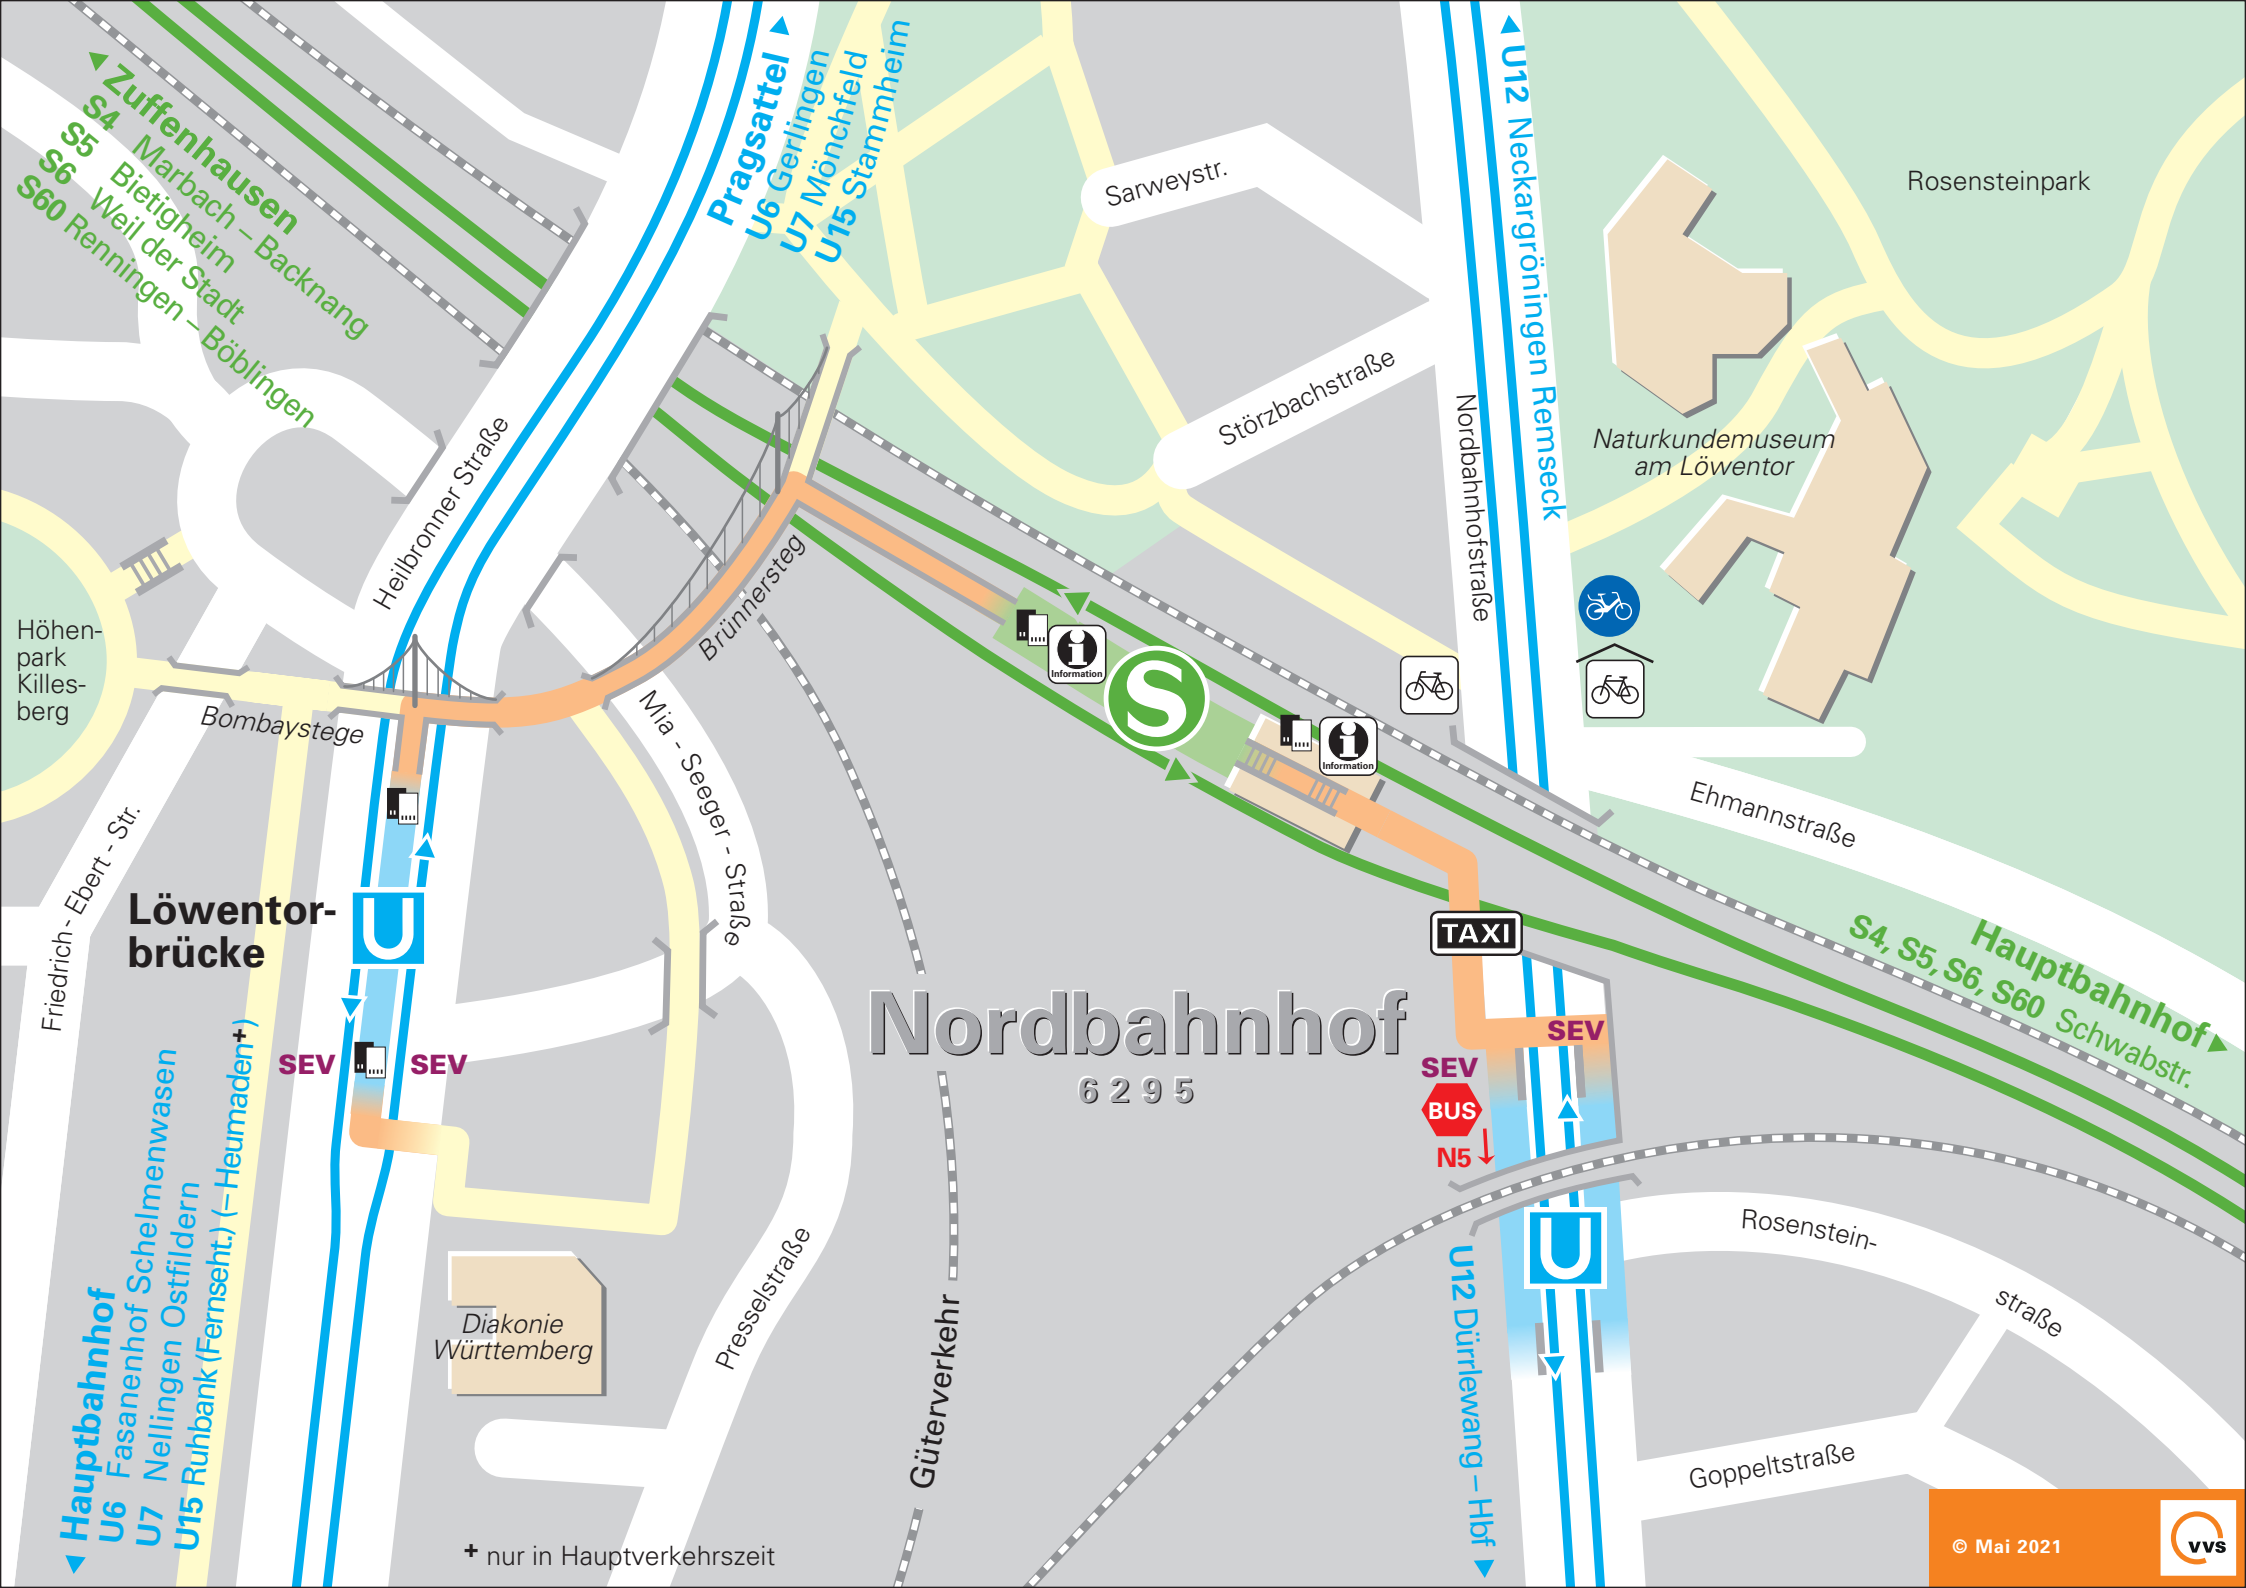 Zuffenhausen
S4 Marbach – Backnang
S5 Bietigheim
S6 Weil der Stadt
S60 Renningen – Böblingen
Pragsattel
U6 Gerlingen
U7 Mönchfeld
U15 Stammheim
U12 Neckargröningen Remseck
Rosensteinpark
Sarweystr.
Störzbachstraße
Nordbahnhofstraße
Naturkundemuseum
am Löwentor
Heilbronner Straße
Brünnersteg
Höhen-
park
Killes-
berg
Bombaystege
Mia - Seeger - Straße
Information
S
Information
Ehmannstraße
Friedrich - Ebert - Str.
Löwentor-
brücke
U
TAXI
Hauptbahnhof
S4, S5, S6, S60 Schwabstr.
Nordbahnhof
6295
SEV
SEV
SEV
SEV
BUS
N5
U
Rosenstein-
straße
Hauptbahnhof
U6 Fasanenhof Schelmenwasen
U7 Nellingen Ostfildern
U15 Ruhbank (Fernseht.) (– Heumaden+)
Diakonie
Württemberg
Presselstraße
Güterverkehr
U12 Dürrlewang – Hbf
Goppeltstraße
+ nur in Hauptverkehrszeit
© Mai 2021
vvs